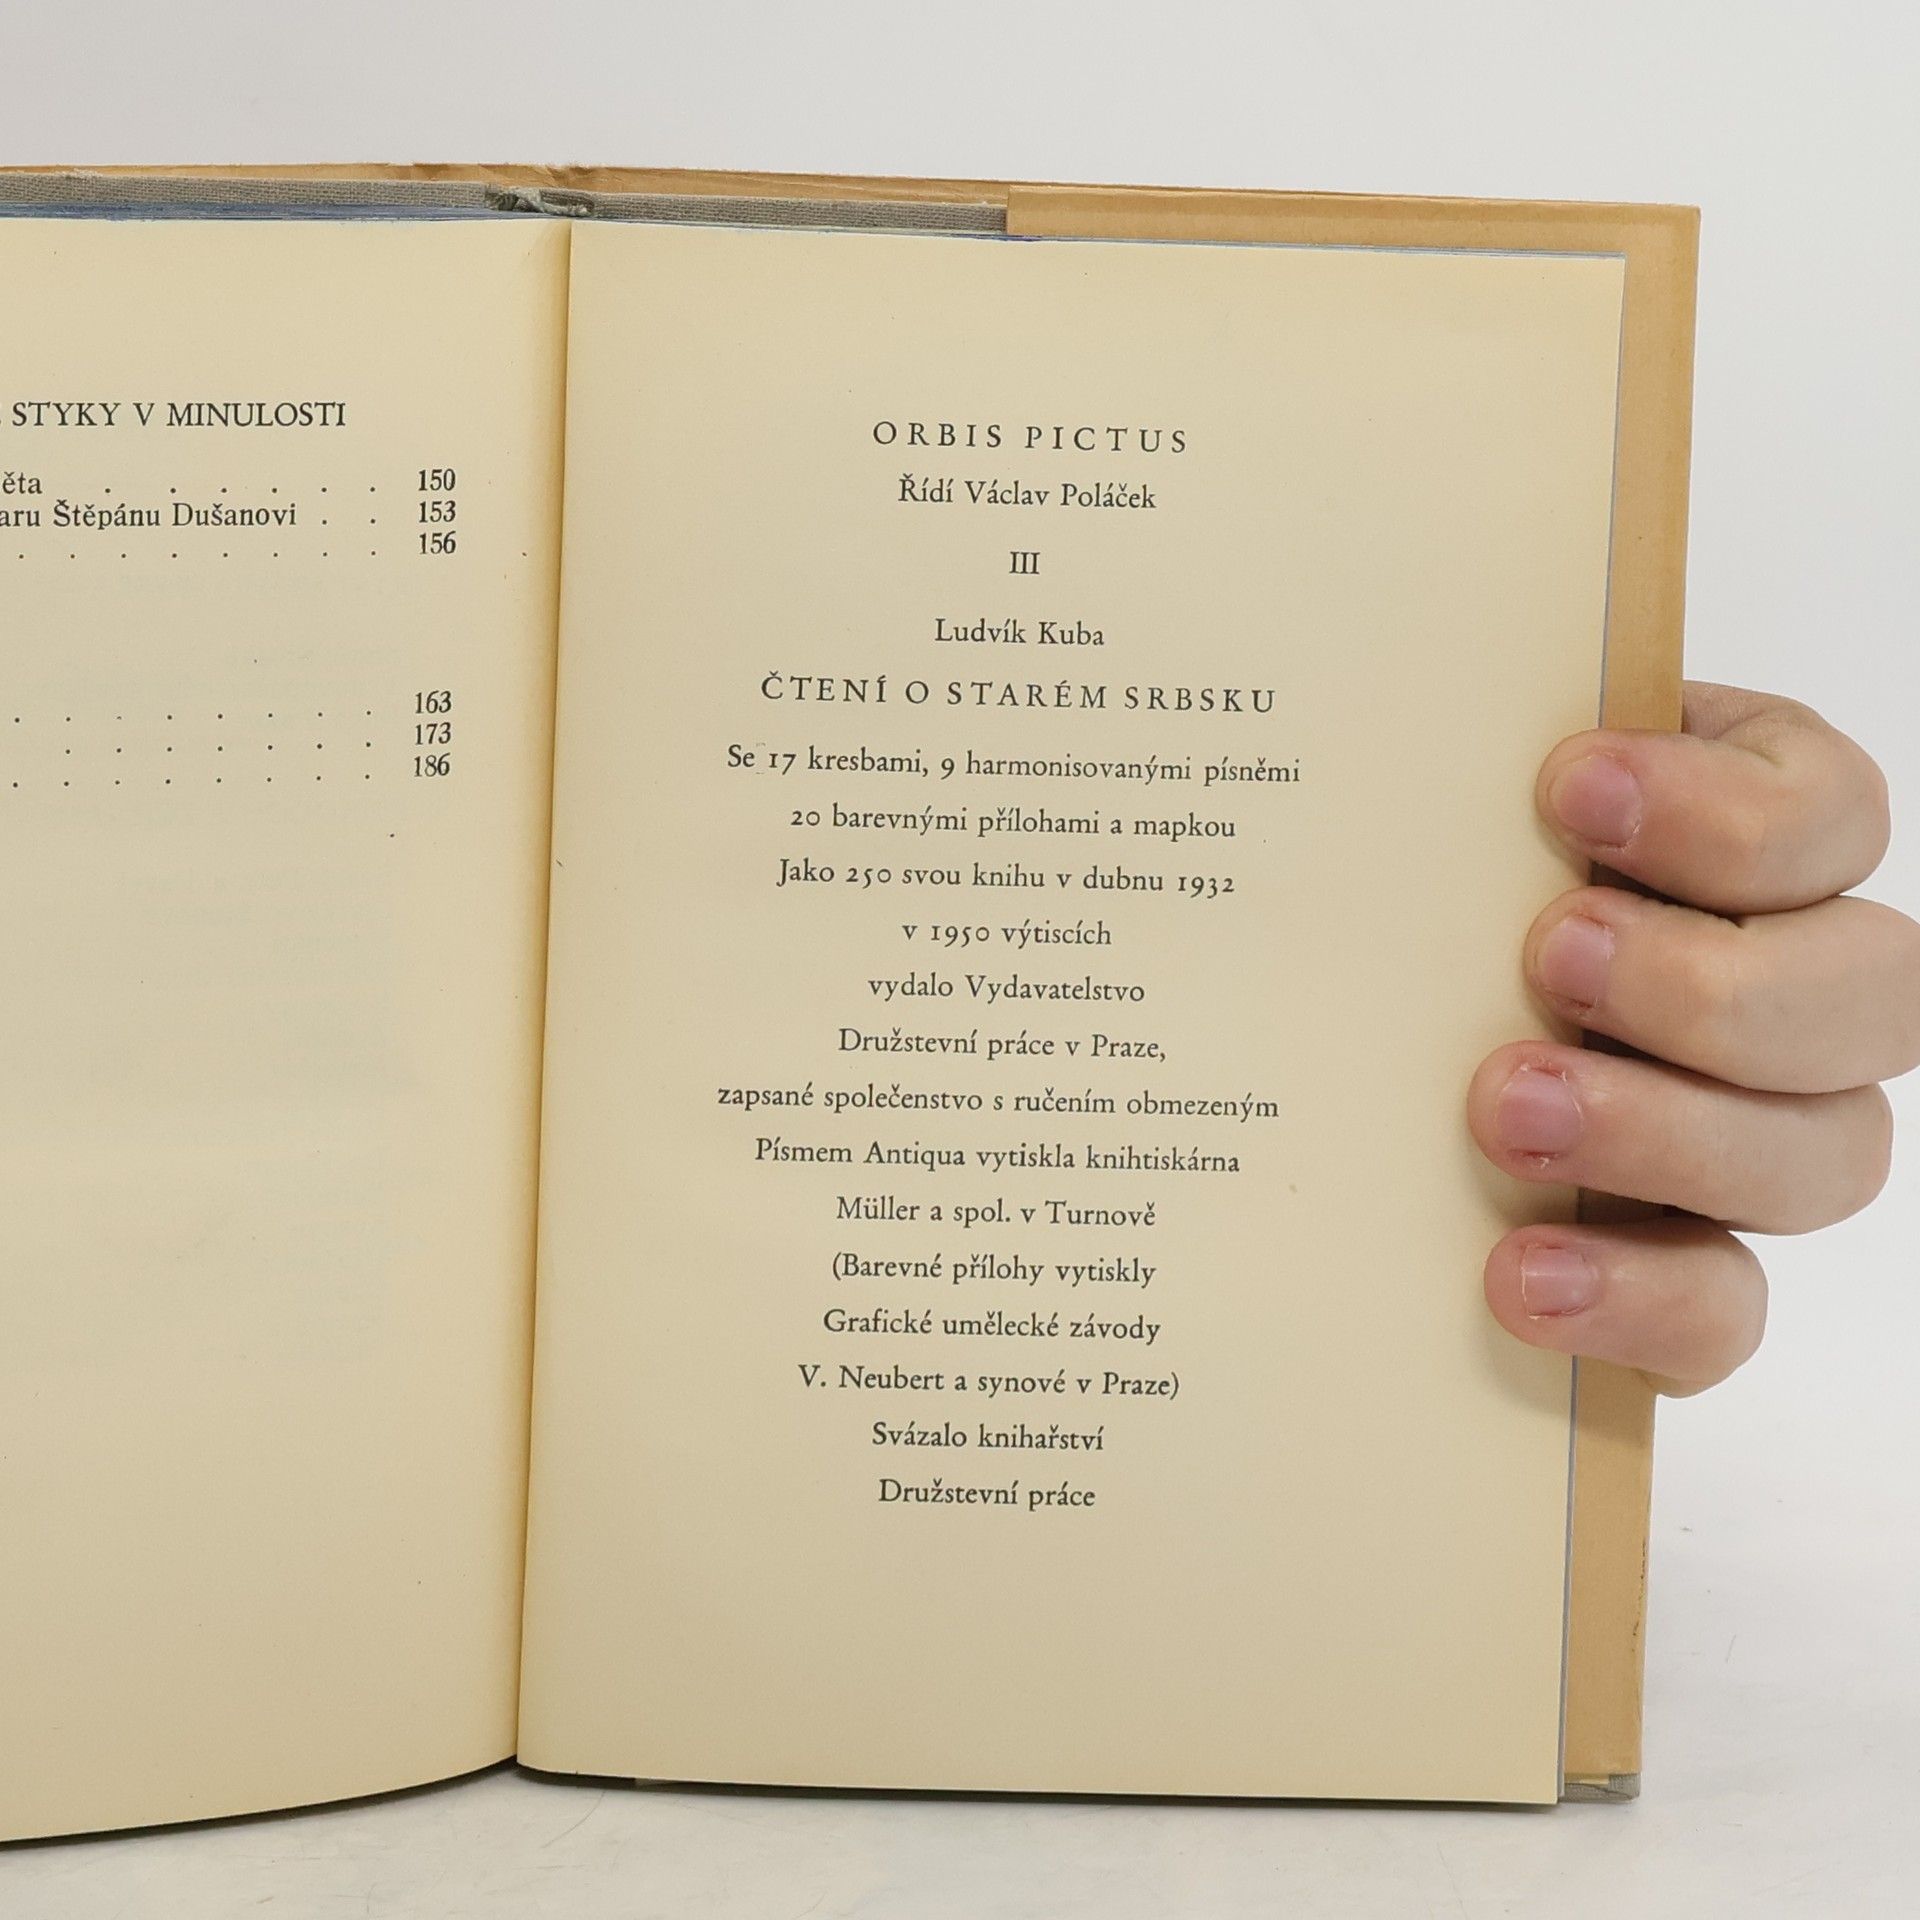 STYKY V MINULOSTI
ěta . . . . . . 150
aru Štěpánu Dušanovi . . 153
. . . . . . . . 156
. . . . . . . . 163
. . . . . . . 173
. . . . . . . . 186
ORBIS PICTUS
Řídí Václav Poláček
III
Ludvík Kuba
ČTENÍ O STARÉM SRBSKU
Se 17 kresbami, 9 harmonisovanými písněmi
20 barevnými přílohami a mapkou
Jako 250 svou knihu v dubnu 1932
v 1950 výtiscích
vydalo Vydavatelstvo
Družstevní práce v Praze,
zapsané společenstvo s ručením obmezeným
Písmem Antiqua vytiskla knihtiskárna
Müller a spol. v Turnově
(Barevné přílohy vytiskly
Grafické umělecké závody
V. Neubert a synové v Praze)
Svázalo knihařství
Družstevní práce